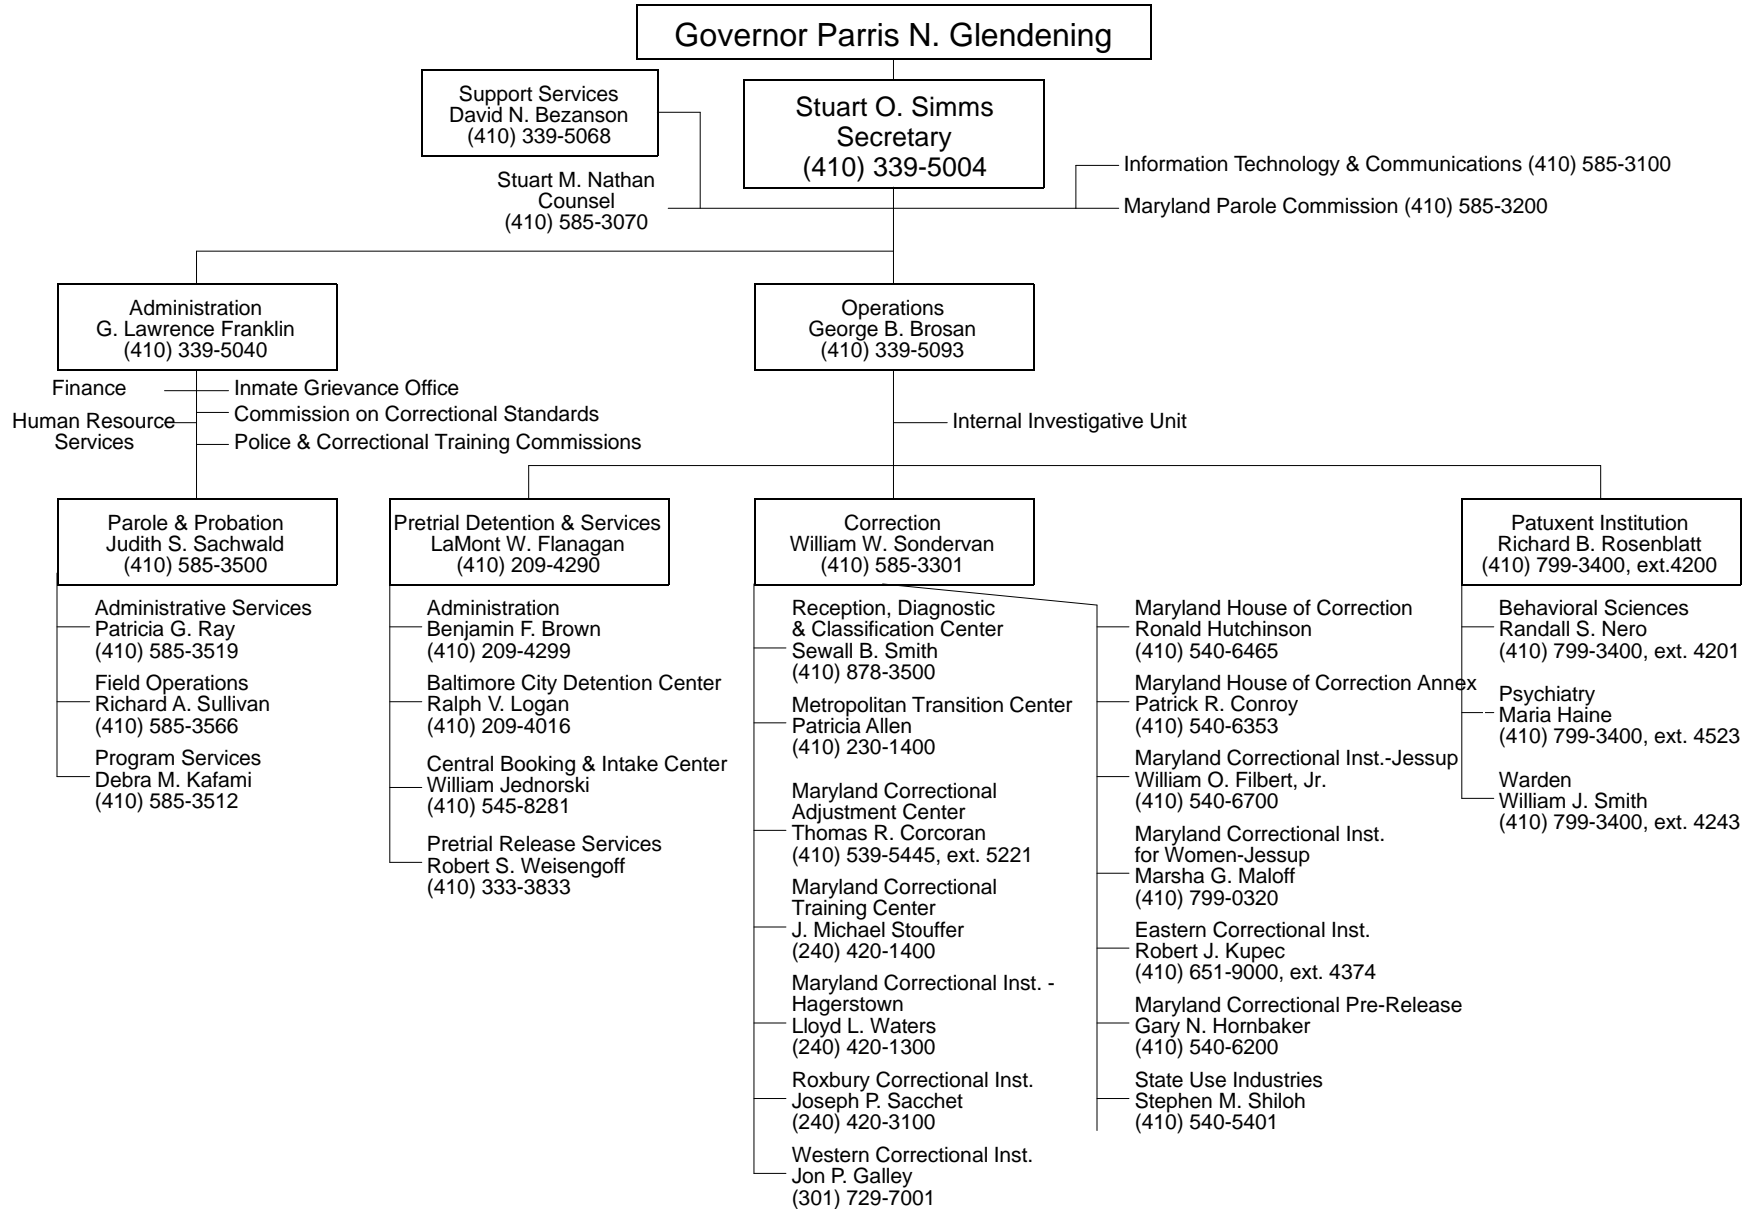 Governor Parris N. Glendening
Support Services
David N. Bezanson
(410) 339-5068
Stuart O. Simms
Secretary
(410) 339-5004
Stuart M. Nathan
Counsel
(410) 585-3070
Information Technology & Communications (410) 585-3100
Maryland Parole Commission (410) 585-3200
Administration
G. Lawrence Franklin
(410) 339-5040
Operations
George B. Brosan
(410) 339-5093
Finance
Human Resource
Services
Inmate Grievance Office
Commission on Correctional Standards
Police & Correctional Training Commissions
Internal Investigative Unit
Parole & Probation
Judith S. Sachwald
(410) 585-3500
Administrative Services
Patricia G. Ray
(410) 585-3519
Field Operations
Richard A. Sullivan
(410) 585-3566
Program Services
Debra M. Kafami
(410) 585-3512
Pretrial Detention & Services
LaMont W. Flanagan
(410) 209-4290
Administration
Benjamin F. Brown
(410) 209-4299
Baltimore City Detention Center
Ralph V. Logan
(410) 209-4016
Central Booking & Intake Center
William Jednorski
(410) 545-8281
Pretrial Release Services
Robert S. Weisengoff
(410) 333-3833
Correction
William W. Sondervan
(410) 585-3301
Reception, Diagnostic
& Classification Center
Sewall B. Smith
(410) 878-3500
Metropolitan Transition Center
Patricia Allen
(410) 230-1400
Maryland Correctional
Adjustment Center
Thomas R. Corcoran
(410) 539-5445, ext. 5221
Maryland Correctional
Training Center
J. Michael Stouffer
(240) 420-1400
Maryland Correctional Inst. -
Hagerstown
Lloyd L. Waters
(240) 420-1300
Roxbury Correctional Inst.
Joseph P. Sacchet
(240) 420-3100
Western Correctional Inst.
Jon P. Galley
(301) 729-7001
Maryland House of Correction
Ronald Hutchinson
(410) 540-6465
Maryland House of Correction Annex
Patrick R. Conroy
(410) 540-6353
Maryland Correctional Inst.-Jessup
William O. Filbert, Jr.
(410) 540-6700
Maryland Correctional Inst.
for Women-Jessup
Marsha G. Maloff
(410) 799-0320
Eastern Correctional Inst.
Robert J. Kupec
(410) 651-9000, ext. 4374
Maryland Correctional Pre-Release
Gary N. Hornbaker
(410) 540-6200
State Use Industries
Stephen M. Shiloh
(410) 540-5401
Patuxent Institution
Richard B. Rosenblatt
(410) 799-3400, ext.4200
Behavioral Sciences
Randall S. Nero
(410) 799-3400, ext. 4201
Psychiatry
Maria Haine
(410) 799-3400, ext. 4523
Warden
William J. Smith
(410) 799-3400, ext. 4243